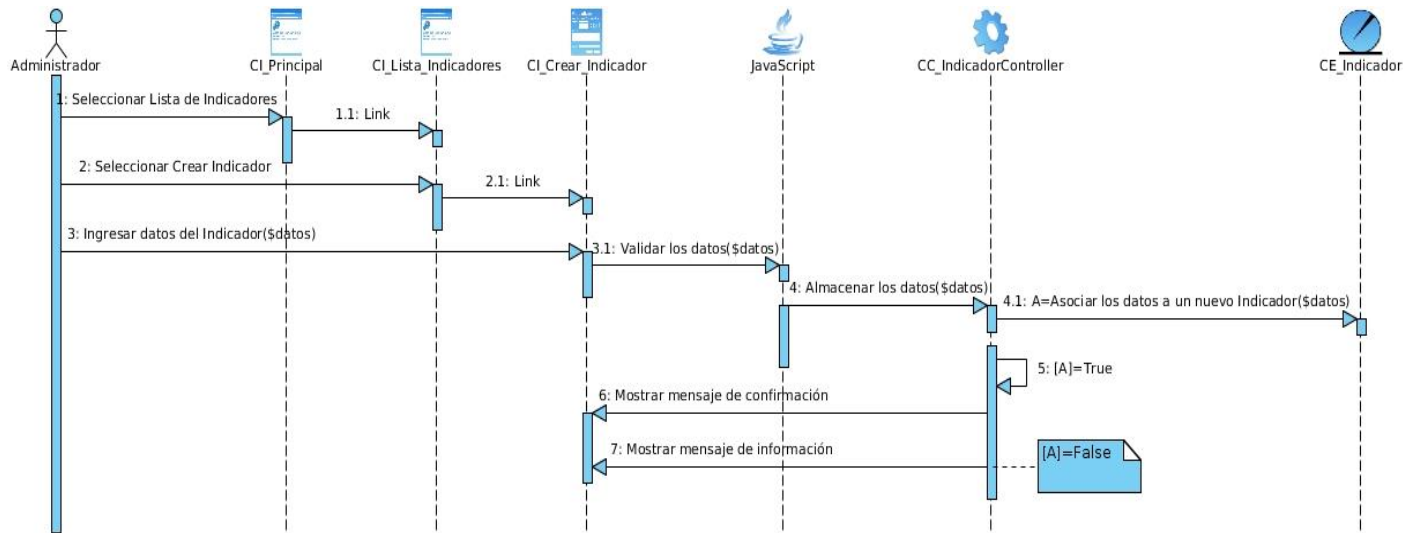 Administrador
CI_Principal
CI_Lista_Indicadores
CI_Crear_Indicador
JavaScript
CC_IndicadorController
CE_Indicador
1: Seleccionar Lista de Indicadores
1.1: Link
2: Seleccionar Crear Indicador
2.1: Link
3: Ingresar datos del Indicador($datos)
3.1: Validar los datos($datos)
4: Almacenar los datos($datos)
4.1: A=Asociar los datos a un nuevo Indicador($datos)
5: [A]=True
6: Mostrar mensaje de confirmación
7: Mostrar mensaje de información
[A]=False